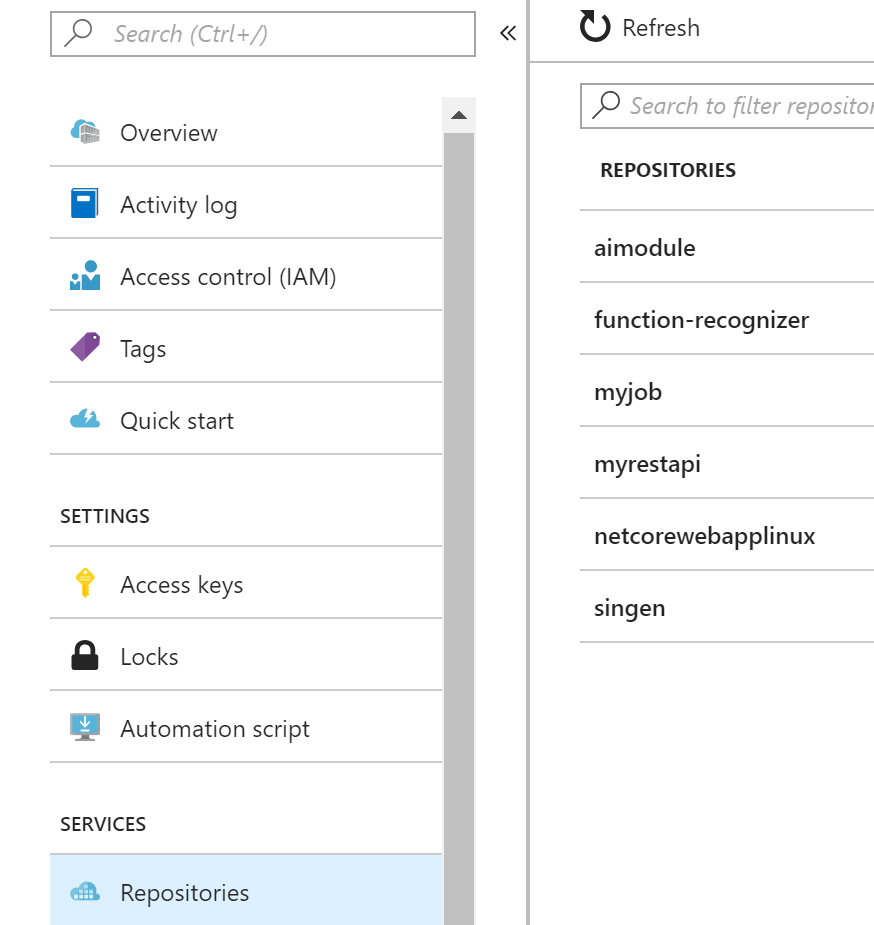 Search (Ctrl+/)
«
Overview
Activity log
Access control (IAM)
Tags
Quick start
SETTINGS
Access keys
Locks
Automation script
SERVICES
Repositories
Refresh
Search to filter repositor
REPOSITORIES
aimodule
function-recognizer
myjob
myrestapi
netcorewebapplinux
singen